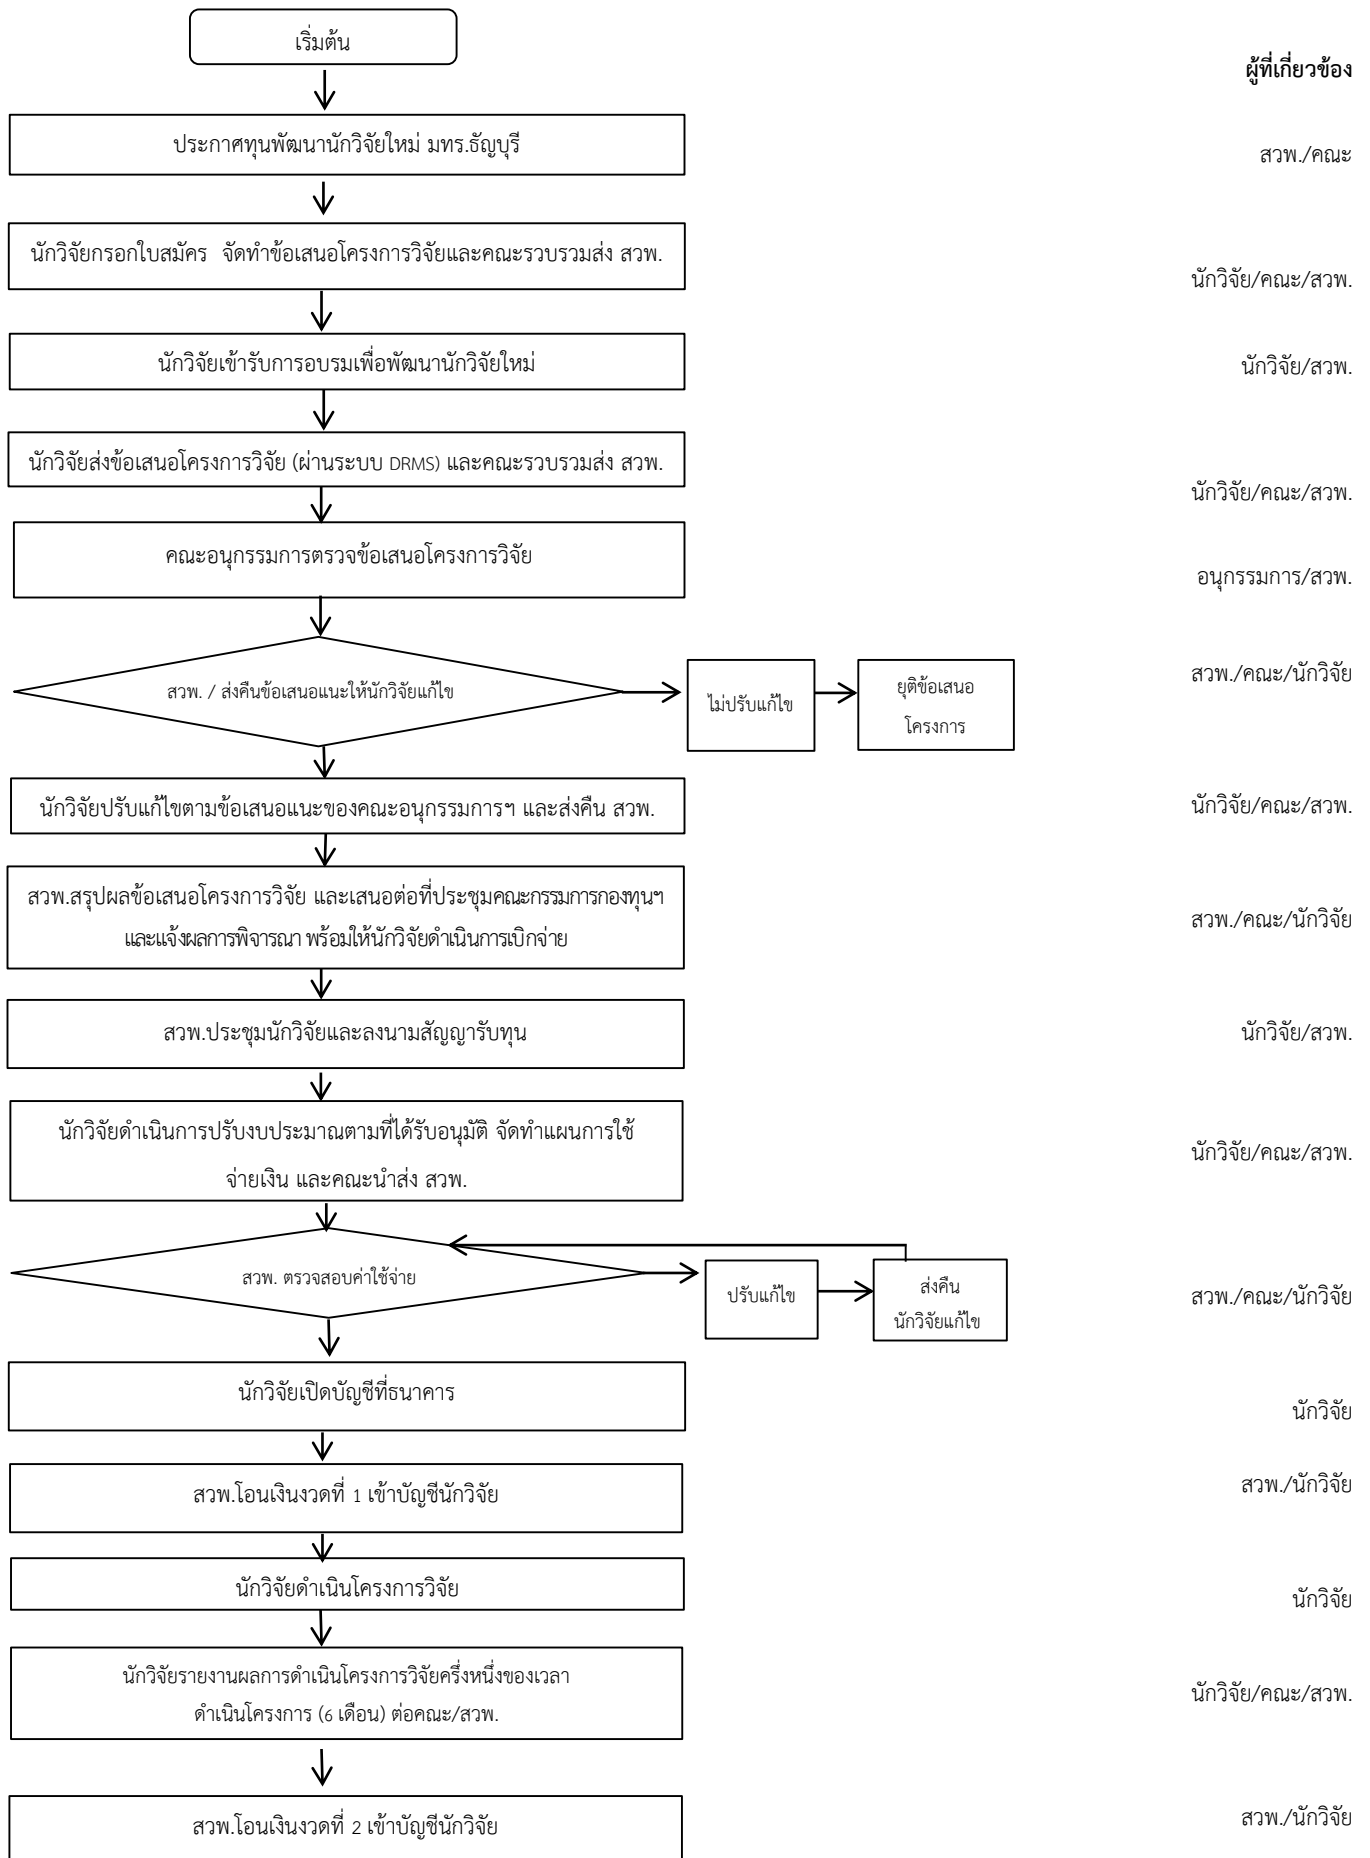 เริ่มต้น
ผู้ที่เกี่ยวข้อง
ประกาศทุนพัฒนานักวิจัยใหม่ มทร.ธัญบุรี
สวพ./คณะ
นักวิจัยกรอกใบสมัคร จัดทำข้อเสนอโครงการวิจัยและคณะรวบรวมส่ง สวพ.
นักวิจัย/คณะ/สวพ.
นักวิจัยเข้ารับการอบรมเพื่อพัฒนานักวิจัยใหม่
นักวิจัย/สวพ.
นักวิจัยส่งข้อเสนอโครงการวิจัย (ผ่านระบบ DRMS) และคณะรวบรวมส่ง สวพ.
นักวิจัย/คณะ/สวพ.
คณะอนุกรรมการตรวจข้อเสนอโครงการวิจัย
อนุกรรมการ/สวพ.
สวพ. / ส่งคืนข้อเสนอแนะให้นักวิจัยแก้ไข
ไม่ปรับแก้ไข
ยุติข้อเสนอ
โครงการ
สวพ./คณะ/นักวิจัย
นักวิจัยปรับแก้ไขตามข้อเสนอแนะของคณะอนุกรรมการฯ และส่งคืน สวพ.
นักวิจัย/คณะ/สวพ.
สวพ.สรุปผลข้อเสนอโครงการวิจัย และเสนอต่อที่ประชุมคณะกรรมการกองทุนฯ
และแจ้งผลการพิจารณา พร้อมให้นักวิจัยดำเนินการเบิกจ่าย
สวพ./คณะ/นักวิจัย
สวพ.ประชุมนักวิจัยและลงนามสัญญารับทุน
นักวิจัย/สวพ.
นักวิจัยดำเนินการปรับงบประมาณตามที่ได้รับอนุมัติ จัดทำแผนการใช้
จ่ายเงิน และคณะนำส่ง สวพ.
นักวิจัย/คณะ/สวพ.
สวพ. ตรวจสอบค่าใช้จ่าย
ปรับแก้ไข
ส่งคืน
นักวิจัยแก้ไข
สวพ./คณะ/นักวิจัย
นักวิจัยเปิดบัญชีที่ธนาคาร
นักวิจัย
สวพ.โอนเงินงวดที่ 1 เข้าบัญชีนักวิจัย
สวพ./นักวิจัย
นักวิจัยดำเนินโครงการวิจัย
นักวิจัย
นักวิจัยรายงานผลการดำเนินโครงการวิจัยครึ่งหนึ่งของเวลา
ดำเนินโครงการ (6 เดือน) ต่อคณะ/สวพ.
นักวิจัย/คณะ/สวพ.
สวพ.โอนเงินงวดที่ 2 เข้าบัญชีนักวิจัย
สวพ./นักวิจัย